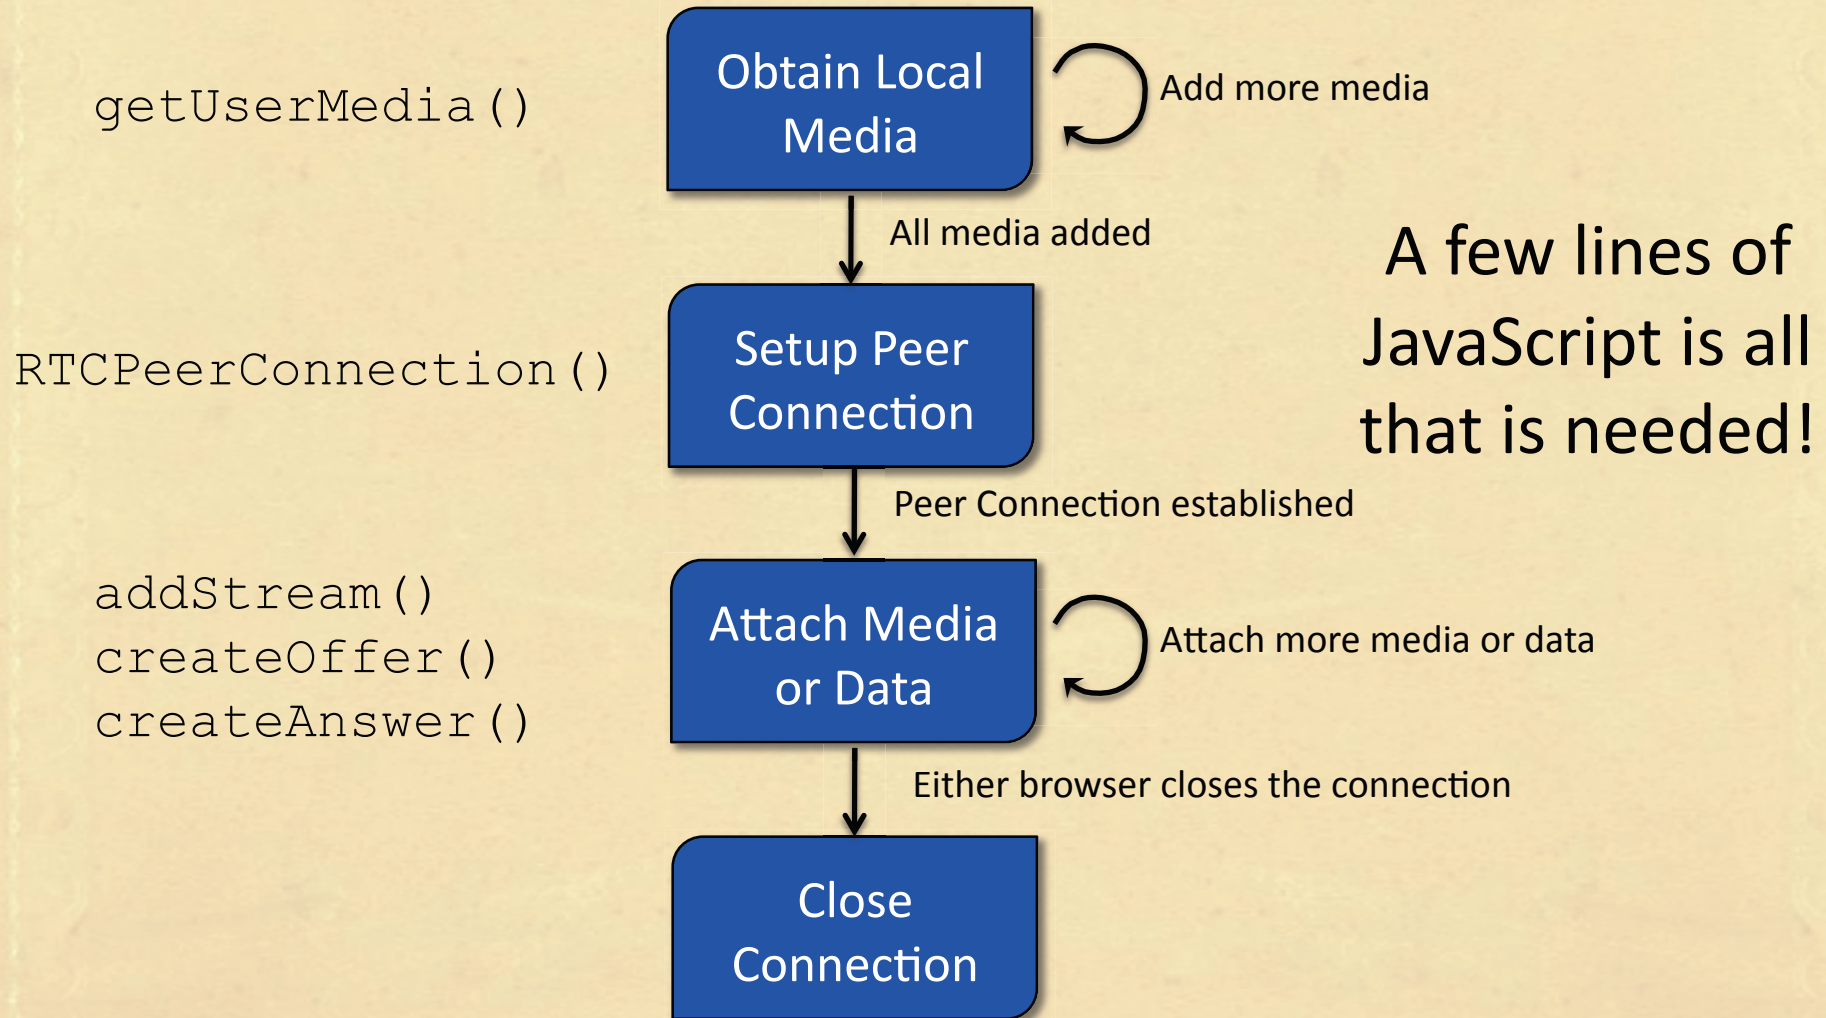 getUserMedia()
Obtain Local
Media
Add more media
All media added
RTCPeerConnection()
Setup Peer
Connection
A few lines of
JavaScript is all
that is needed!
Peer Connection established
addStream()
createOffer()
createAnswer()
Attach Media
or Data
Attach more media or data
Either browser closes the connection
Close
Connection